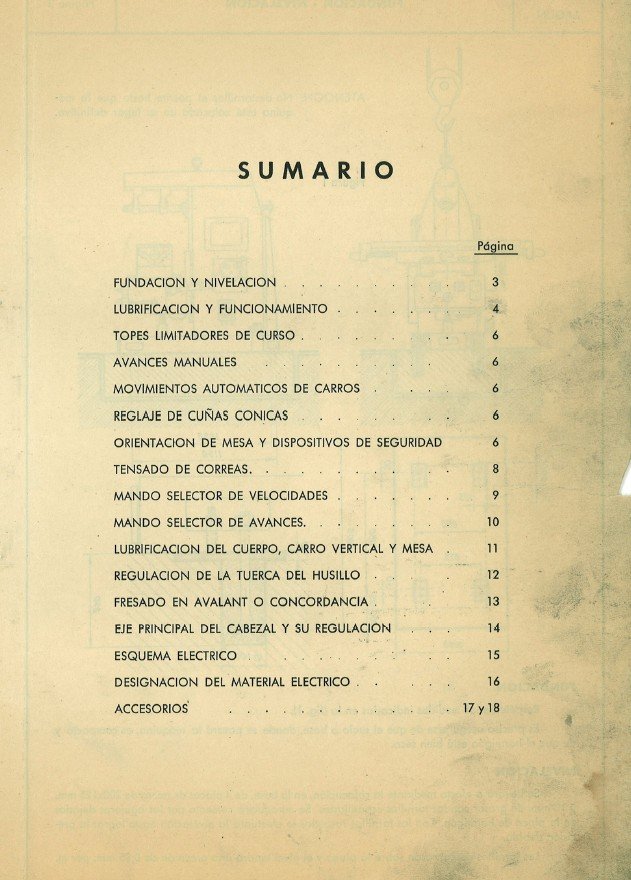 SUMARIO
Página
FUNDACION Y NIVELACION . . . . . . . . 3
LUBRIFICACION Y FUNCIONAMIENTO . . . . . . 4
TOPES LIMITADORES DE CURSO . . . . . . . 6
AVANCES MANUALES . . . . . . . . . 6
MOVIMIENTOS AUTOMATICOS DE CARROS . . . . 6
REGLAJE DE CUÑAS CONICAS . . . . . . . 6
ORIENTACION DE MESA Y DISPOSITIVOS DE SEGURIDAD 6
TENSADO DE CORREAS. . . . . . . . . . 8
MANDO SELECTOR DE VELOCIDADES . . . . . . 9
MANDO SELECTOR DE AVANCES. . . . . . . . 10
LUBRIFICACION DEL CUERPO, CARRO VERTICAL Y MESA . 11
REGULACION DE LA TUERCA DEL HUSILLO . . . . . 12
FRESADO EN AVALANT O CONCORDANCIA . . . . 13
EJE PRINCIPAL DEL CABEZAL Y SU REGULACION . . . 14
ESQUEMA ELECTRICO . . . . . . . . . . 15
DESIGNACION DEL MATERIAL ELECTRICO . . . . . 16
ACCESORIOS . . . . . . . . . . 17 y 18